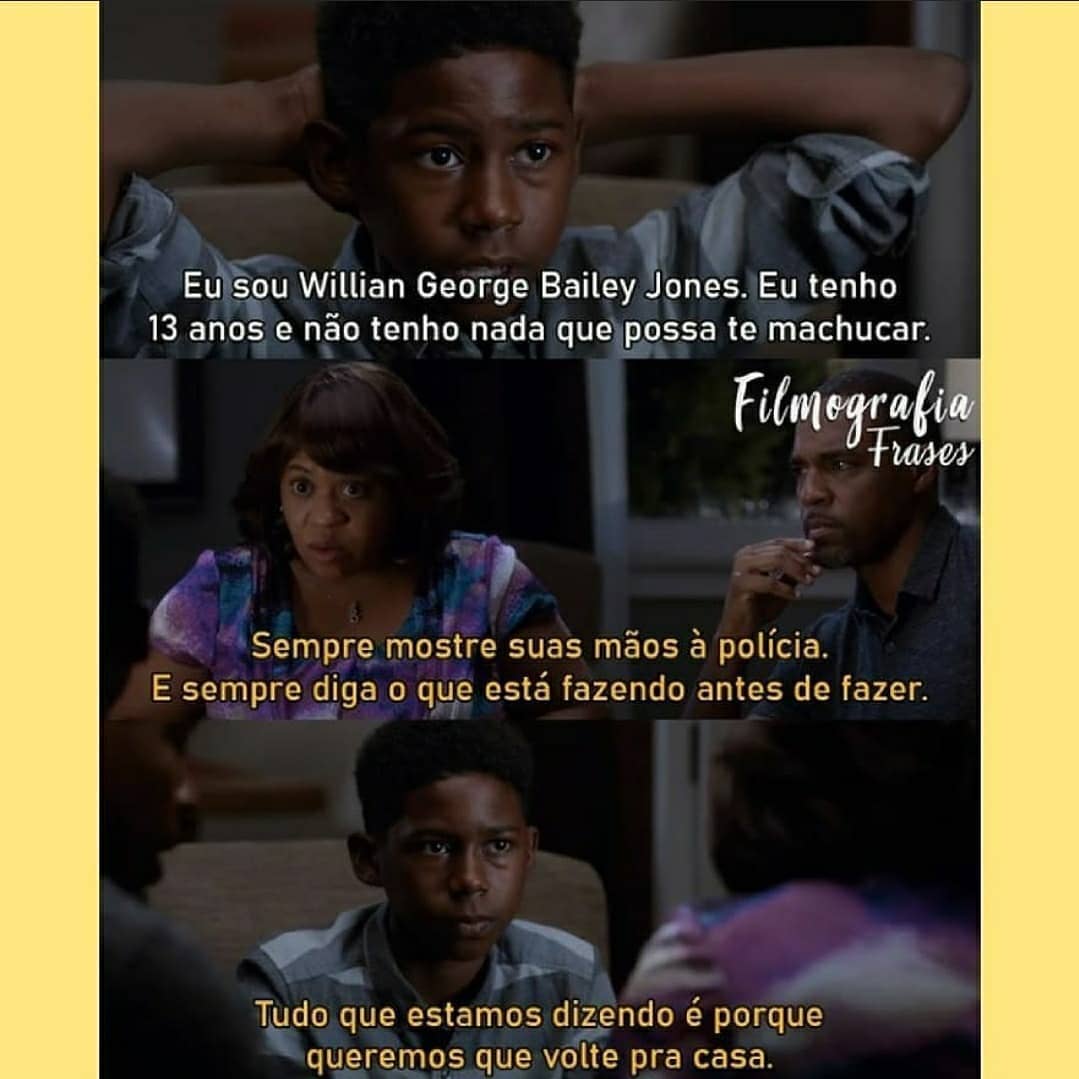 Eu sou Willian George Bailey Jones. Eu tenho
13 anos e não tenho nada que possa te machucar.
Filmografia
Frases
Sempre mostre suas mãos à polícia.
E sempre diga o que está fazendo antes de fazer.
Tudo que estamos dizendo é porque
queremos que volte pra casa.